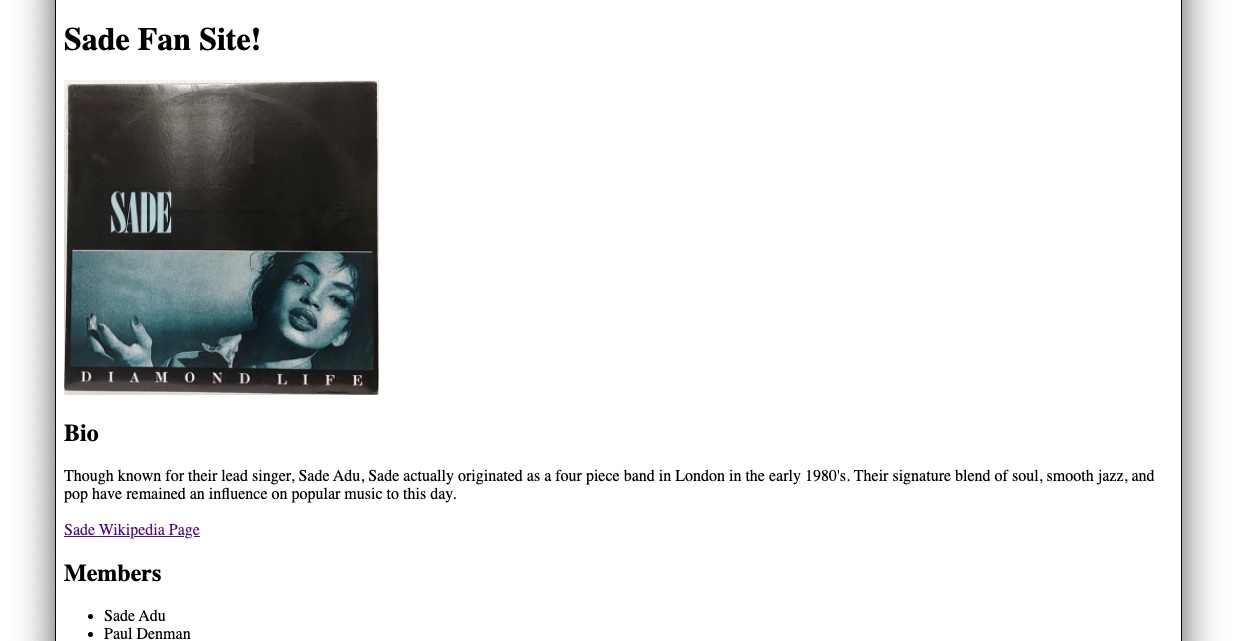 Sade Fan Site!
SADE
DIAMOND LIFE
Bio
Though known for their lead singer, Sade Adu, Sade actually originated as a four piece band in London in the early 1980's. Their signature blend of soul, smooth jazz, and
pop have remained an influence on popular music to this day.
Sade Wikipedia Page
Members
• Sade Adu
• Paul Denman